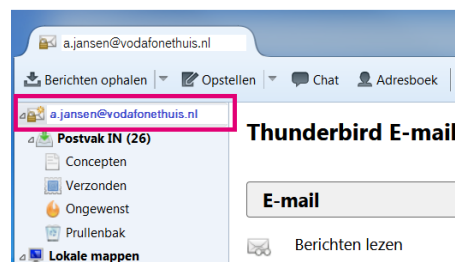 a.jansen@vodafonethuis.nl
Berichten ophalen Opstellen Chat Adresboek
a.jansen@vodafonethuis.nl
Postvak IN (26)
Concepten
Verzonden
Ongewenst
Prullenbak
Lokale mappen
Thunderbird E-mail
E-mail
Berichten lezen